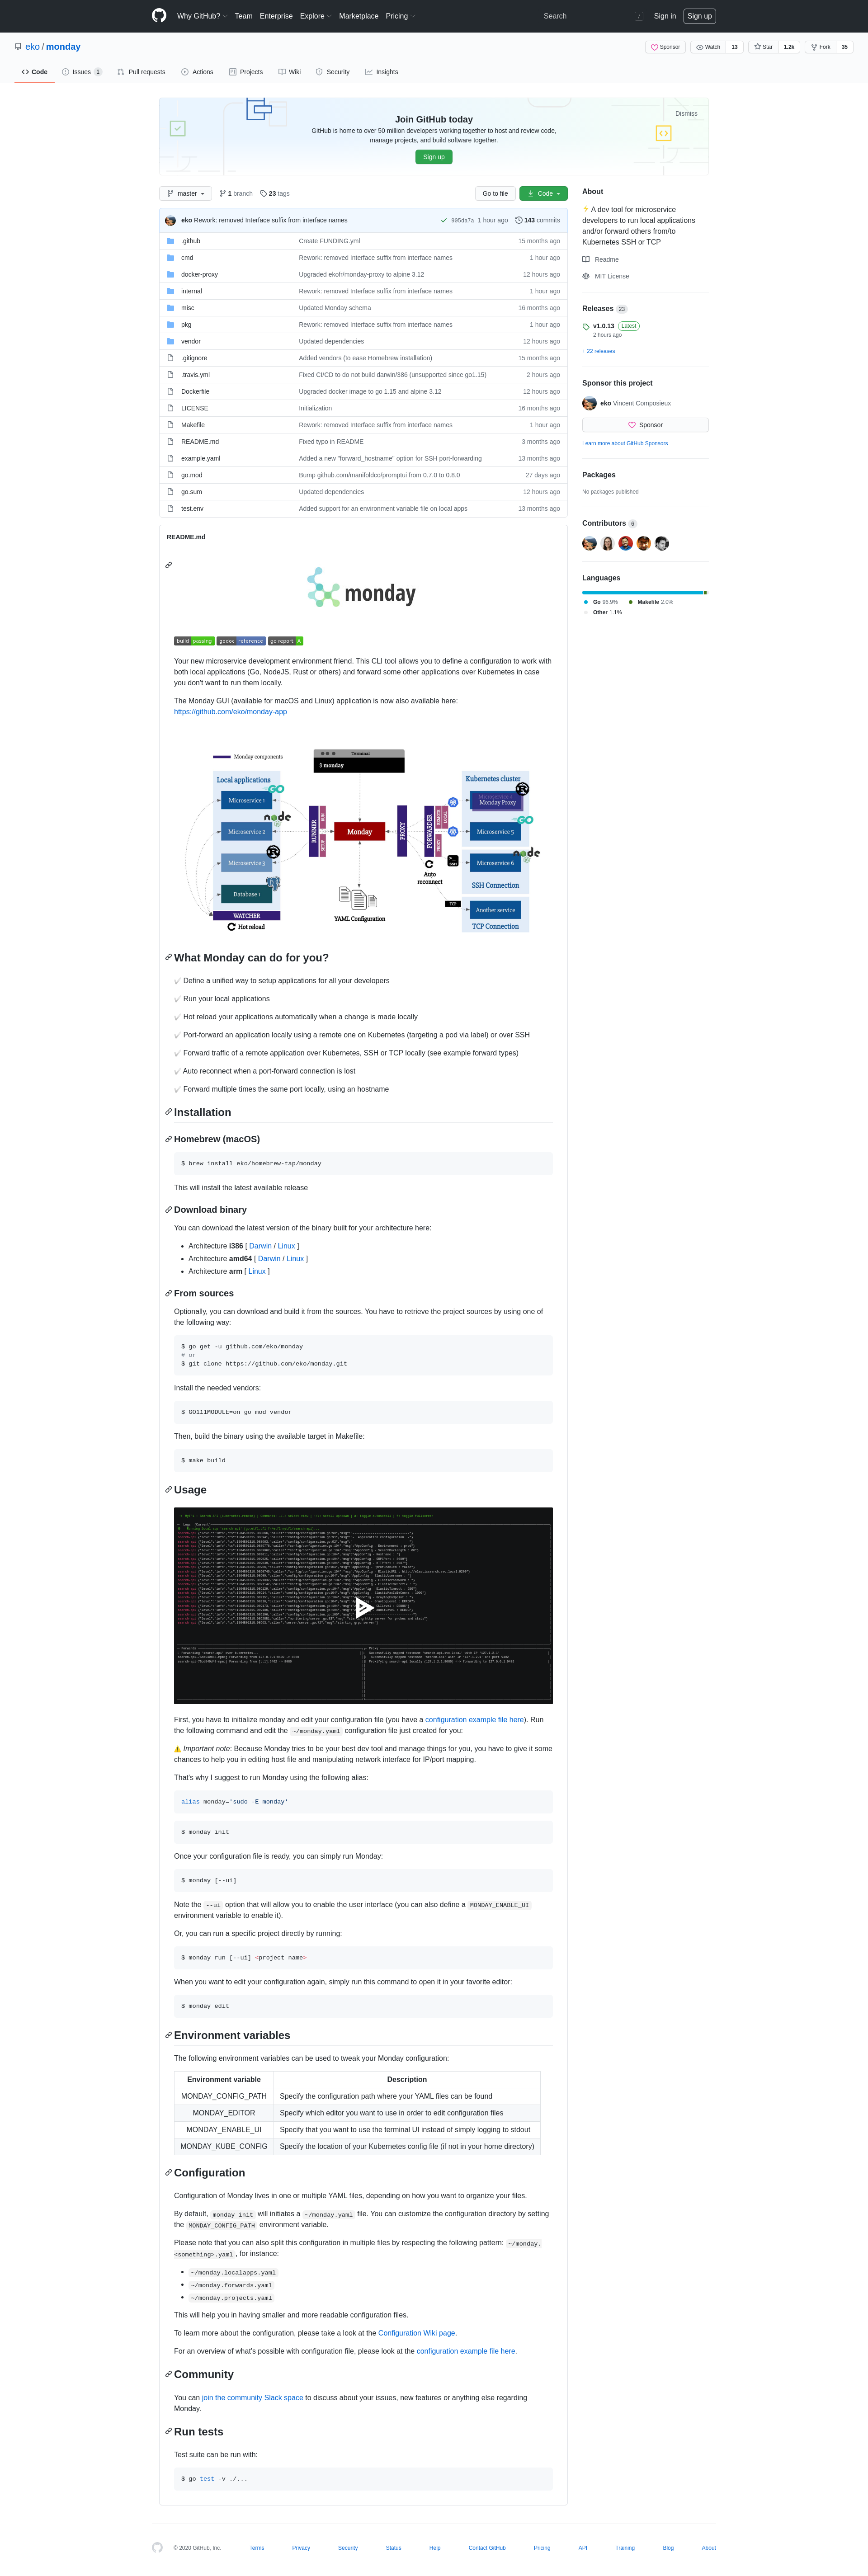 Why GitHub? Team Enterprise Explore Marketplace Pricing Search / Sign in Sign up
eko / monday
Sponsor Watch 13 Star 1.2k Fork 35
Code Issues 1 Pull requests Actions Projects Wiki Security Insights
Dismiss
Join GitHub today
GitHub is home to over 50 million developers working together to host and review code,
manage projects, and build software together.
Sign up
master 1 branch 23 tags Go to file Code
eko Rework: removed Interface suffix from interface names 985da7a 1 hour ago 143 commits
.github Create FUNDING.yml 15 months ago
cmd Rework: removed Interface suffix from interface names 1 hour ago
docker-proxy Upgraded ekofr/monday-proxy to alpine 3.12 12 hours ago
internal Rework: removed Interface suffix from interface names 1 hour ago
misc Updated Monday schema 16 months ago
pkg Rework: removed Interface suffix from interface names 1 hour ago
vendor Updated dependencies 12 hours ago
.gitignore Added vendors (to ease Homebrew installation) 15 months ago
.travis.yml Fixed CI/CD to do not build darwin/386 (unsupported since go1.15) 2 hours ago
Dockerfile Upgraded docker image to go 1.15 and alpine 3.12 12 hours ago
LICENSE Initialization 16 months ago
Makefile Rework: removed Interface suffix from interface names 1 hour ago
README.md Fixed typo in README 3 months ago
example.yaml Added a new "forward_hostname" option for SSH port-forwarding 13 months ago
go.mod Bump github.com/manifoldco/promptui from 0.7.0 to 0.8.0 27 days ago
go.sum Updated dependencies 12 hours ago
test.env Added support for an environment variable file on local apps 13 months ago
About
A dev tool for microservice
developers to run local applications
and/or forward others from/to
Kubernetes SSH or TCP
Readme
MIT License
Releases 23
v1.0.13 Latest
2 hours ago
+ 22 releases
Sponsor this project
eko Vincent Composieux
Sponsor
Learn more about GitHub Sponsors
Packages
No packages published
Contributors 6
Languages
Go 96.9% Makefile 2.0%
Other 1.1%
README.md
monday
build passing godoc reference go report A
Your new microservice development environment friend. This CLI tool allows you to define a configuration to work with
both local applications (Go, NodeJS, Rust or others) and forward some other applications over Kubernetes in case
you don't want to run them locally.
The Monday GUI (available for macOS and Linux) application is now also available here:
https://github.com/eko/monday-app
Monday components
Terminal
$ monday
Local applications
Microservice 1
Microservice 2
Microservice 3
Database 1
WATCHER
Hot reload
RUNNER
RUN
SETUP
Monday
YAML Configuration
PROXY
FORWARDER
REMOTE
LOCAL
PROXY
Auto
reconnect
TCP
Kubernetes cluster
Monday Proxy
Microservice 5
Microservice 6
SSH Connection
Another service
TCP Connection
What Monday can do for you?
Define a unified way to setup applications for all your developers
Run your local applications
Hot reload your applications automatically when a change is made locally
Port-forward an application locally using a remote one on Kubernetes (targeting a pod via label) or over SSH
Forward traffic of a remote application over Kubernetes, SSH or TCP locally (see example forward types)
Auto reconnect when a port-forward connection is lost
Forward multiple times the same port locally, using an hostname
Installation
Homebrew (macOS)
$ brew install eko/homebrew-tap/monday
This will install the latest available release
Download binary
You can download the latest version of the binary built for your architecture here:
Architecture i386 [ Darwin / Linux ]
Architecture amd64 [ Darwin / Linux ]
Architecture arm [ Linux ]
From sources
Optionally, you can download and build it from the sources. You have to retrieve the project sources by using one of
the following way:
$ go get -u github.com/eko/monday
# or
$ git clone https://github.com/eko/monday.git
Install the needed vendors:
$ GO111MODULE=on go mod vendor
Then, build the binary using the available target in Makefile:
$ make build
Usage
First, you have to initialize monday and edit your configuration file (you have a configuration example file here). Run
the following command and edit the ~/monday.yaml configuration file just created for you:
Important note: Because Monday tries to be your best dev tool and manage things for you, you have to give it some
chances to help you in editing host file and manipulating network interface for IP/port mapping.
That's why I suggest to run Monday using the following alias:
alias monday='sudo -E monday'
$ monday init
Once your configuration file is ready, you can simply run Monday:
$ monday [--ui]
Note the --ui option that will allow you to enable the user interface (you can also define a MONDAY_ENABLE_UI
environment variable to enable it).
Or, you can run a specific project directly by running:
$ monday run [--ui] <project name>
When you want to edit your configuration again, simply run this command to open it in your favorite editor:
$ monday edit
Environment variables
The following environment variables can be used to tweak your Monday configuration:
Environment variable Description
MONDAY_CONFIG_PATH Specify the configuration path where your YAML files can be found
MONDAY_EDITOR Specify which editor you want to use in order to edit configuration files
MONDAY_ENABLE_UI Specify that you want to use the terminal UI instead of simply logging to stdout
MONDAY_KUBE_CONFIG Specify the location of your Kubernetes config file (if not in your home directory)
Configuration
Configuration of Monday lives in one or multiple YAML files, depending on how you want to organize your files.
By default, monday init will initiates a ~/monday.yaml file. You can customize the configuration directory by setting
the MONDAY_CONFIG_PATH environment variable.
Please note that you can also split this configuration in multiple files by respecting the following pattern: ~/monday.
<something>.yaml , for instance:
~/monday.localapps.yaml
~/monday.forwards.yaml
~/monday.projects.yaml
This will help you in having smaller and more readable configuration files.
To learn more about the configuration, please take a look at the Configuration Wiki page.
For an overview of what's possible with configuration file, please look at the configuration example file here.
Community
You can join the community Slack space to discuss about your issues, new features or anything else regarding
Monday.
Run tests
Test suite can be run with:
$ go test -v ./...
© 2020 GitHub, Inc. Terms Privacy Security Status Help Contact GitHub Pricing API Training Blog About